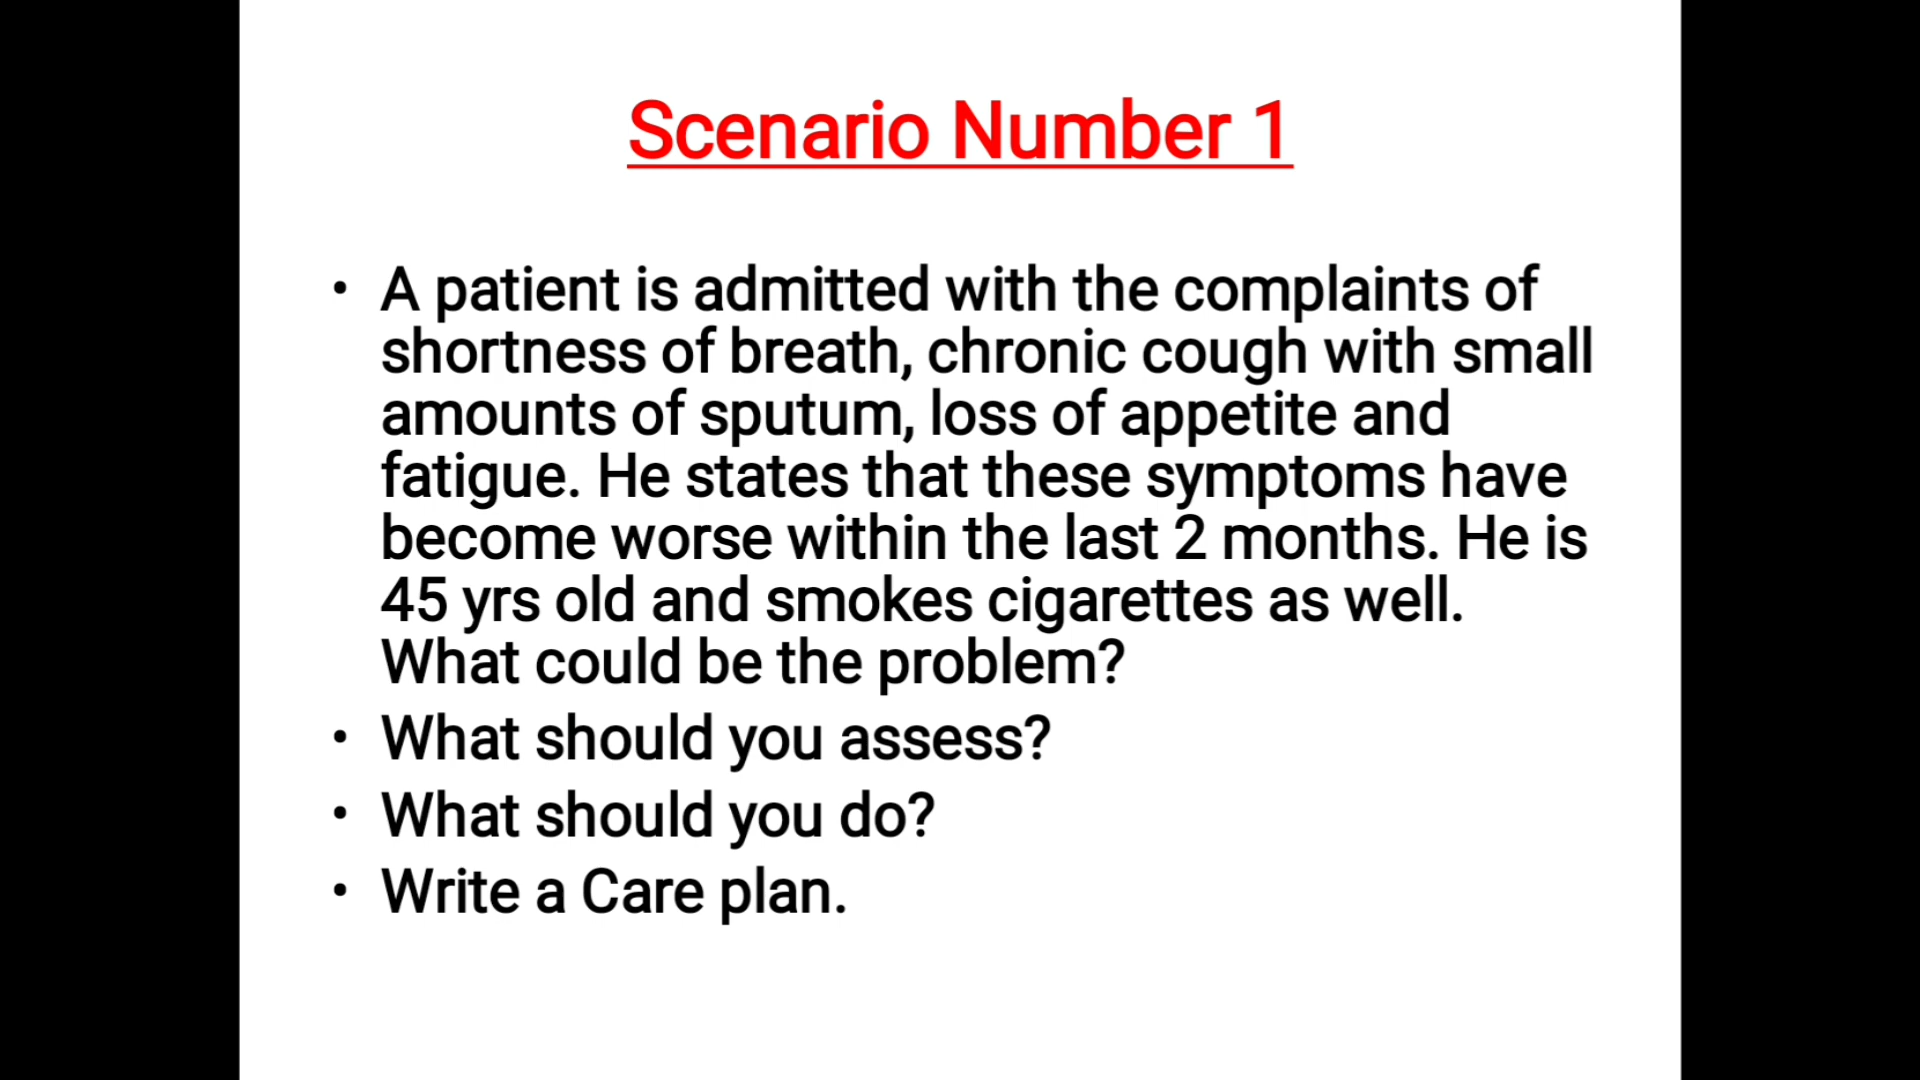 Scenario Number 1
• A patient is admitted with the complaints of
shortness of breath, chronic cough with small
amounts of sputum, loss of appetite and
fatigue. He states that these symptoms have
become worse within the last 2 months. He is
45 yrs old and smokes cigarettes as well.
What could be the problem?
• What should you assess?
• What should you do?
• Write a Care plan.